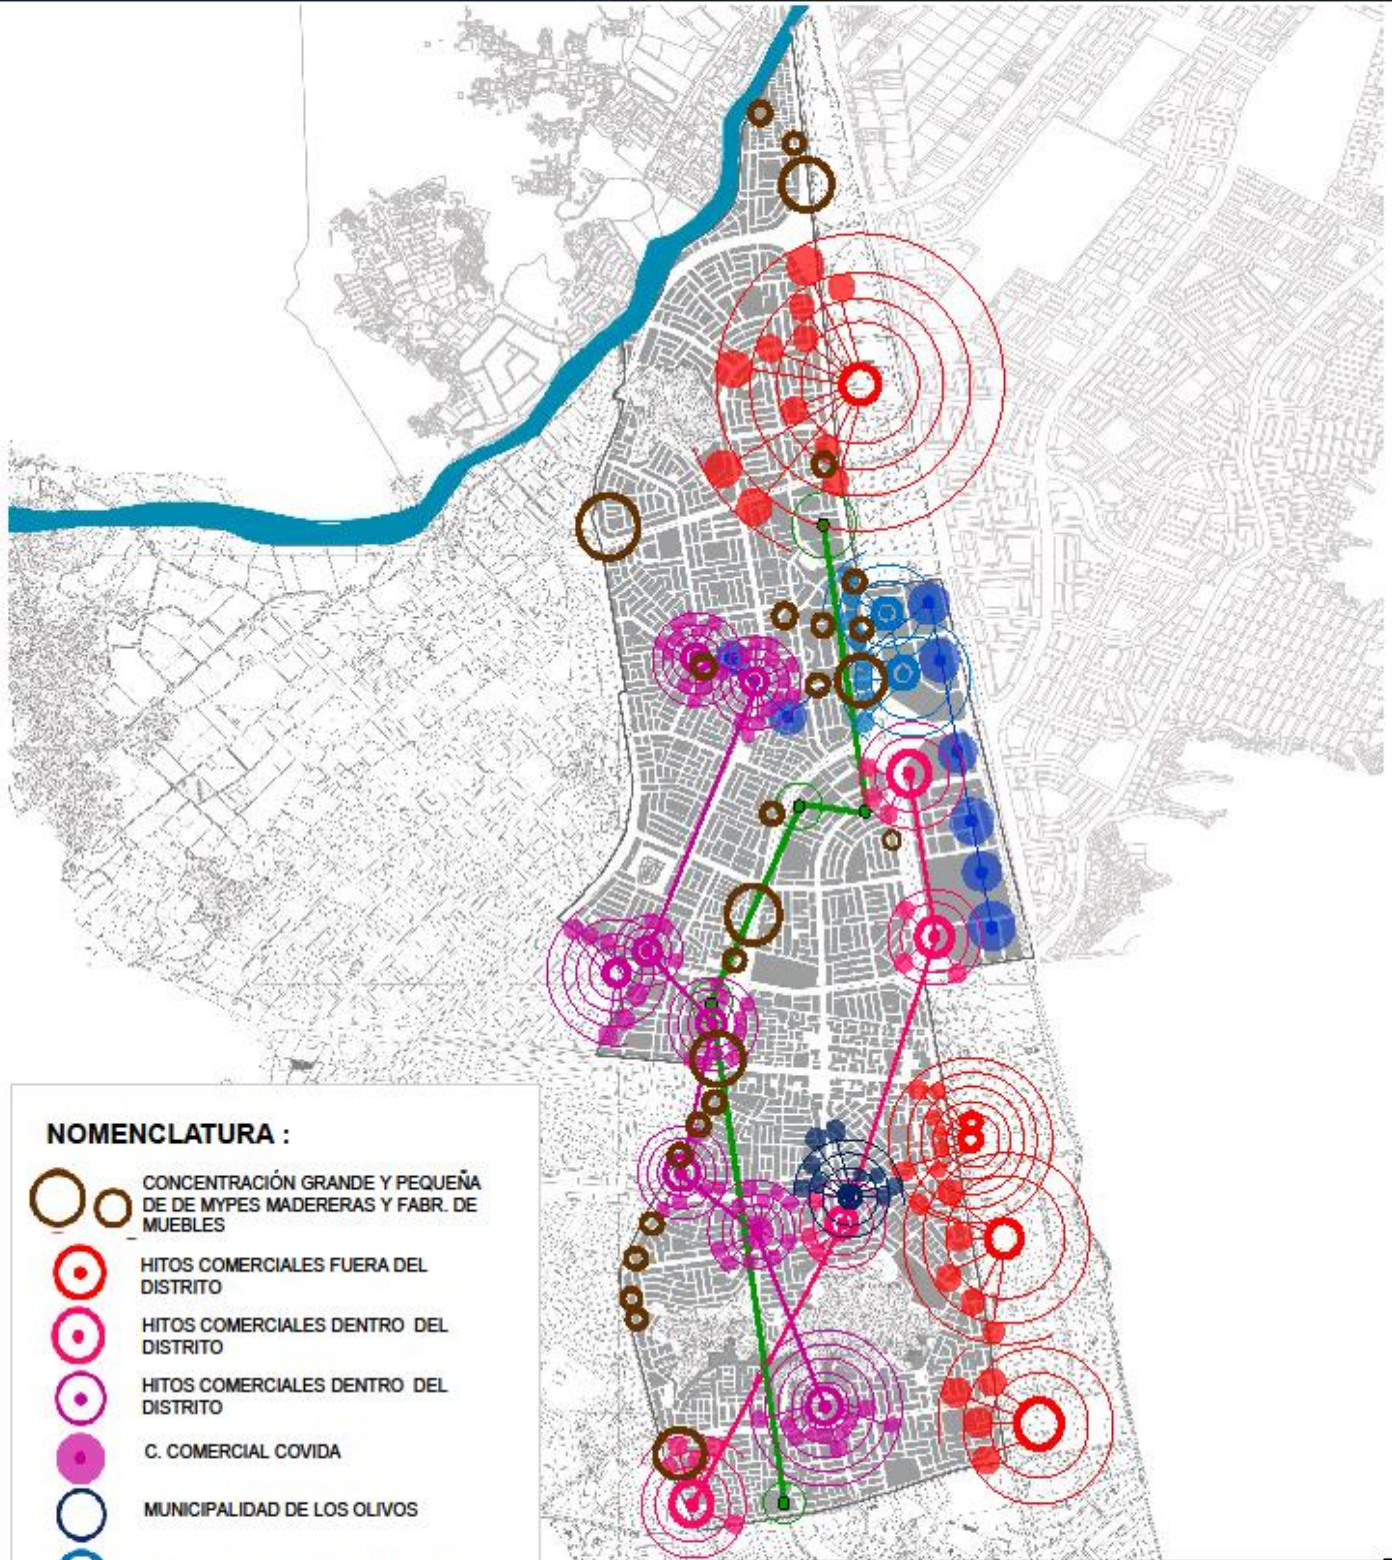 NOMENCLATURA :
CONCENTRACIÓN GRANDE Y PEQUEÑA
DE DE MYPES MADERERAS Y FABR. DE
MUEBLES
HITOS COMERCIALES FUERA DEL
DISTRITO
HITOS COMERCIALES DENTRO DEL
DISTRITO
HITOS COMERCIALES DENTRO DEL
DISTRITO
C. COMERCIAL COVIDA
MUNICIPALIDAD DE LOS OLIVOS